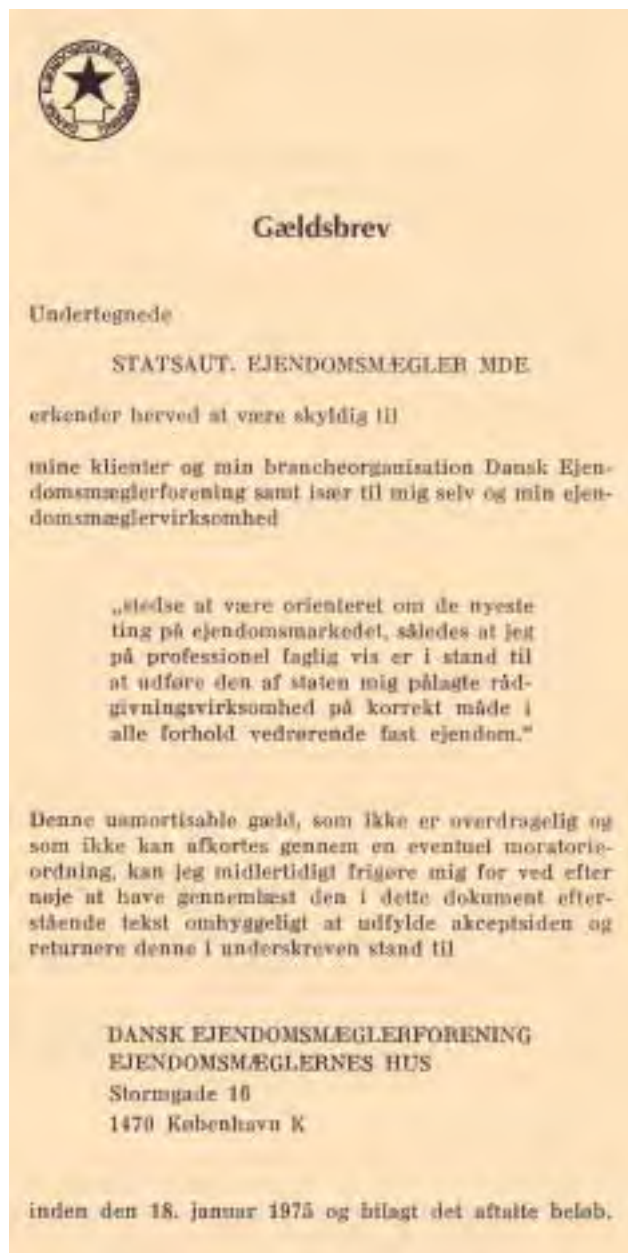 DANSK EJENDOMSMÆGLERFORENING
Gældsbrev
Undertegnede
STATSAUT. EJENDOMSMÆGLER MDE
erkender herved at være skyldig til
mine klienter og min brancheorganisation Dansk Ejen-
domsmæglerforening samt især til mig selv og min ejen-
domsmæglervirksomhed
„stedse at være orienteret om de nyeste
ting på ejendomsmarkedet, således at jeg
på professionel faglig vis er i stand til
at udføre den af staten mig pålagte råd-
givningsvirksomhed på korrekt måde i
alle forhold vedrørende fast ejendom.“
Denne uamortisable gæld, som ikke er overdragelig og
som ikke kan afkortes gennem en eventuel moratorie-
ordning, kan jeg midlertidigt frigøre mig for ved efter
nøje at have gennemlæst den i dette dokument efter-
stående tekst omhyggeligt at udfylde akceptsiden og
returnere denne i underskreven stand til
DANSK EJENDOMSMÆGLERFORENING
EJENDOMSMÆGLERNES HUS
Stormgade 16
1470 København K
inden den 18. januar 1975 og bilagt det aftalte beløb.